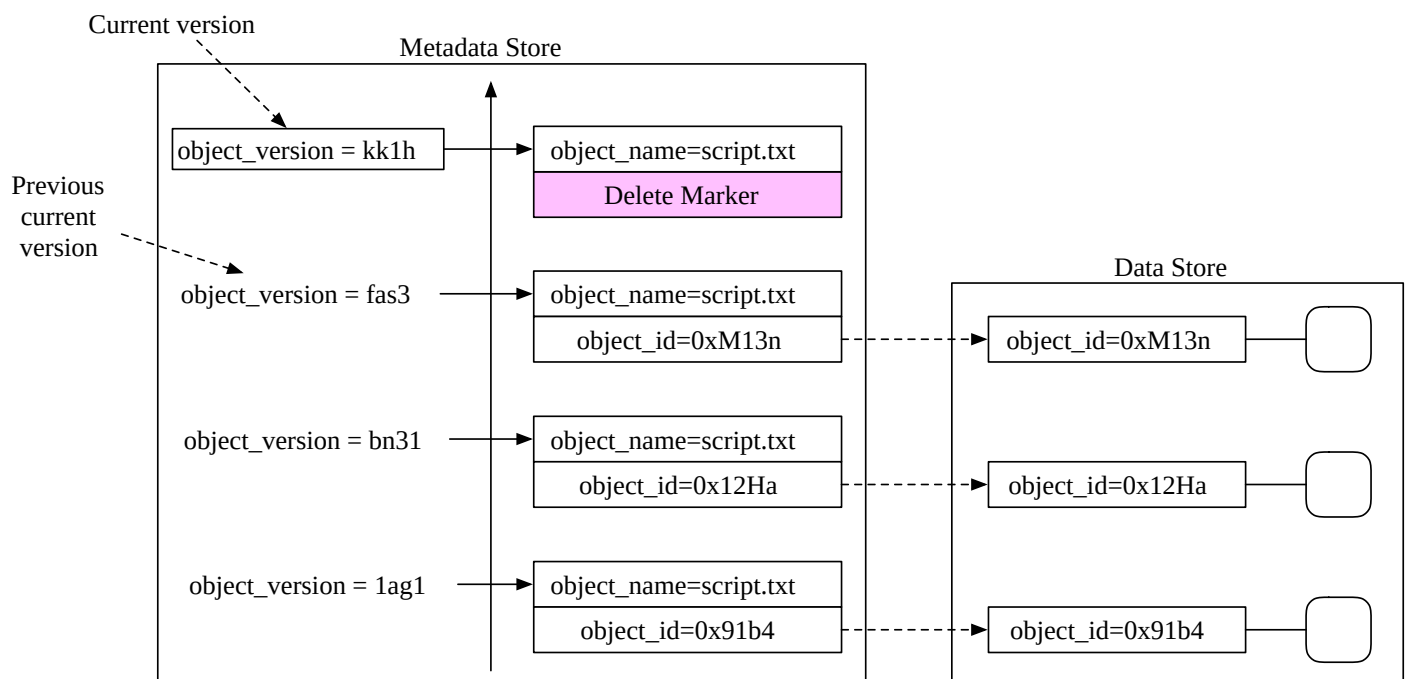 Current version
Metadata Store
object_version = kk1h
object_name=script.txt
Delete Marker
Previous
current
version
object_version = fas3
object_name=script.txt
object_id=0xM13n
Data Store
object_id=0xM13n
object_version = bn31
object_name=script.txt
object_id=0x12Ha
object_id=0x12Ha
object_version = 1ag1
object_name=script.txt
object_id=0x91b4
object_id=0x91b4